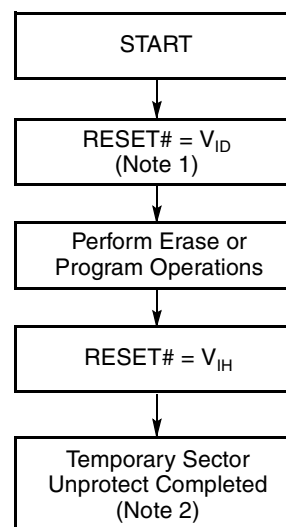 START
RESET# = V_ID
(Note 1)
Perform Erase or
Program Operations
RESET# = V_IH
Temporary Sector
Unprotect Completed
(Note 2)